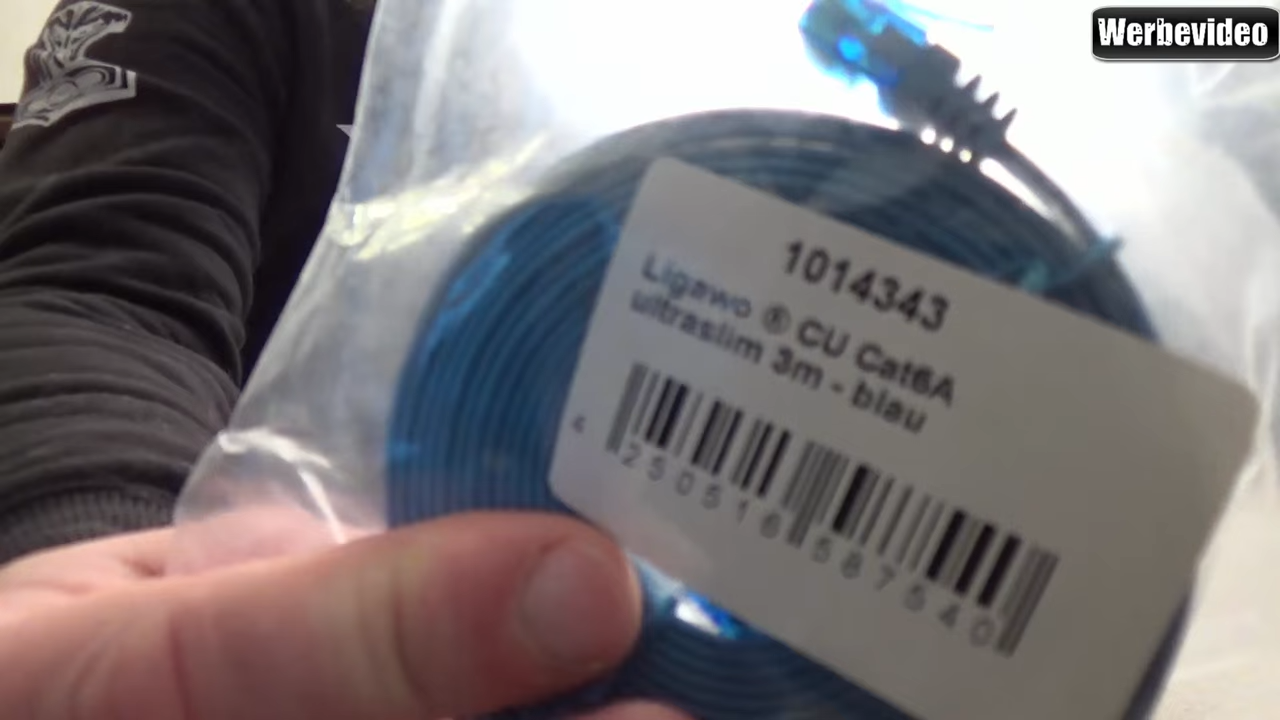 Werbevideo
1014343
Ligawo ® CU Cat6A
ultraslim 3m - blau
4 250516 587540